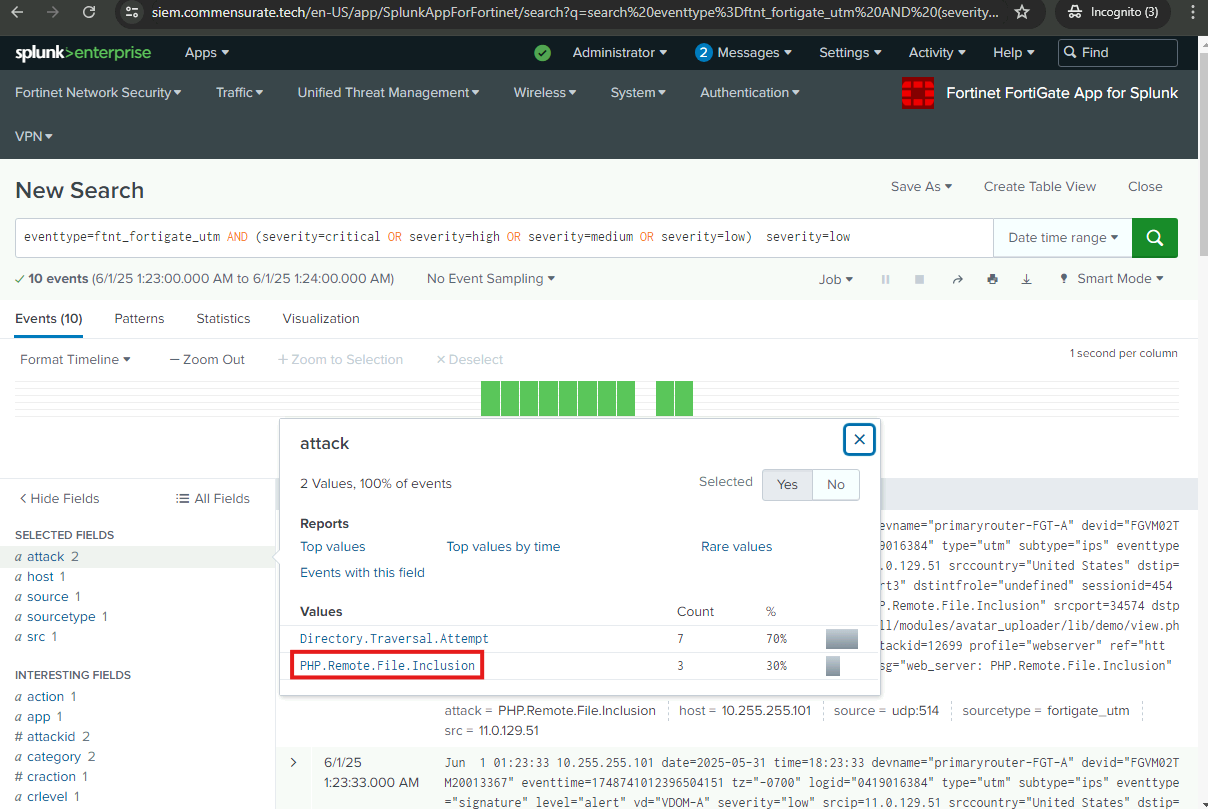 siem.commensurate.tech/en-US/app/SplunkAppForFortinet/search?q=search%20eventtype%3Dftnt_fortigate_utm%20AND%20(severity...
Incognito (3)
splunk>enterprise Apps Administrator 2 Messages Settings Activity Help Find
Fortinet Network Security Traffic Unified Threat Management Wireless System Authentication Fortinet FortiGate App for Splunk
VPN
New Search
Save As Create Table View Close
eventtype=ftnt_fortigate_utm AND (severity=critical OR severity=high OR severity=medium OR severity=low) severity=low
Date time range
10 events (6/1/25 1:23:00.000 AM to 6/1/25 1:24:00.000 AM) No Event Sampling Job Smart Mode
Events (10) Patterns Statistics Visualization
Format Timeline — Zoom Out + Zoom to Selection × Deselect 1 second per column
attack
2 Values, 100% of events Selected Yes No
Reports
Top values Top values by time Rare values
Events with this field
Values Count %
Directory.Traversal.Attempt 7 70%
PHP.Remote.File.Inclusion 3 30%
< Hide Fields All Fields
SELECTED FIELDS
a attack 2
a host 1
a source 1
a sourcetype 1
a src 1
INTERESTING FIELDS
a action 1
a app 1
# attackid 2
a category 2
# craction 1
a crlevel 1
evname="primaryrouter-FGT-A" devid="FGVM02T
9016384" type="utm" subtype="ips" eventtype
.0.129.51 srccountry="United States" dstip=
rt3" dstintfrole="undefined" sessionid=454
P.Remote.File.Inclusion" srcport=34574 dstp
ll/modules/avatar_uploader/lib/demo/view.ph
tackid=12699 profile="webserver" ref="htt
sg="web_server: PHP.Remote.File.Inclusion"
attack = PHP.Remote.File.Inclusion host = 10.255.255.101 source = udp:514 sourcetype = fortigate_utm
src = 11.0.129.51
6/1/25
1:23:33.000 AM
Jun 1 01:23:33 10.255.255.101 date=2025-05-31 time=18:23:33 devname="primaryrouter-FGT-A" devid="FGVM02T
M20013367" eventtime=1748741012396504151 tz="-0700" logid="0419016384" type="utm" subtype="ips" eventtype
="signature" level="alert" vd="VDOM-A" severity="low" srcip=11.0.129.51 srccountry="United States" dstip=